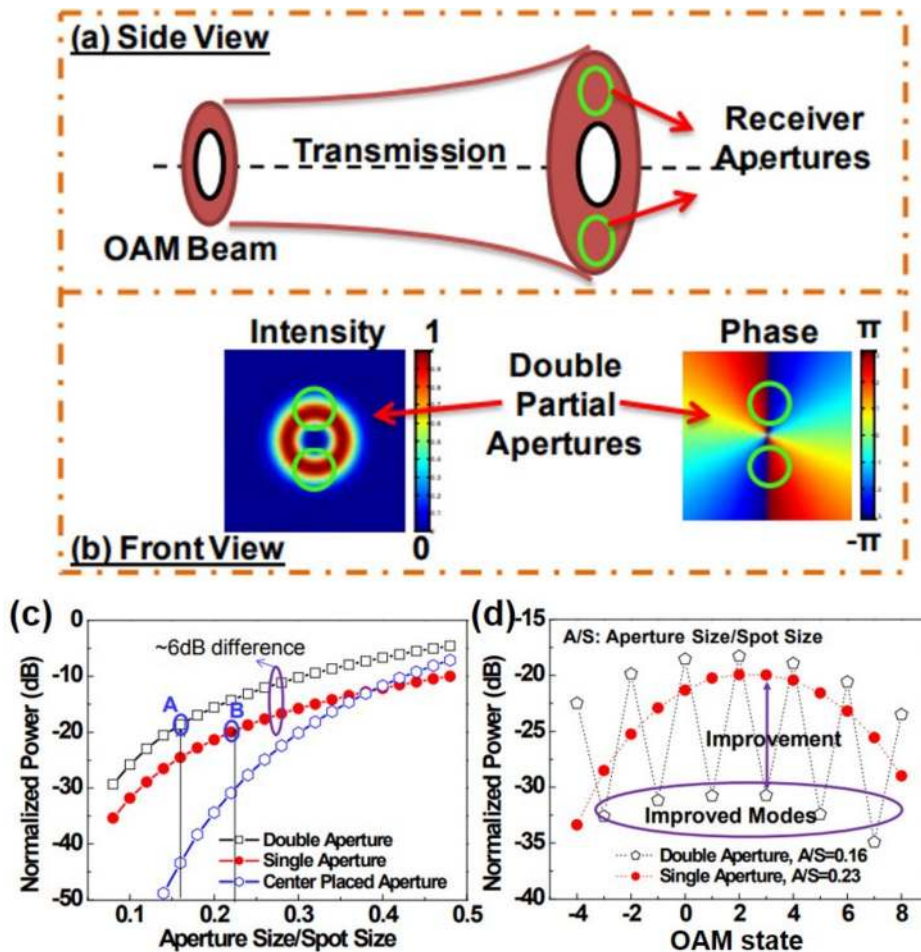 (a) Side View
Transmission
Receiver
Apertures
OAM Beam
Intensity
1
0
Double
Partial
Apertures
Phase
π
-π
(b) Front View
(c)
~6dB difference
A
B
Double Aperture
Single Aperture
Center Placed Aperture
0
-10
-20
-30
-40
-50
Normalized Power (dB)
0.1 0.2 0.3 0.4 0.5
Aperture Size/Spot Size
(d)
A/S: Aperture Size/Spot Size
Improvement
Improved Modes
Double Aperture, A/S=0.16
Single Aperture, A/S=0.23
-15
-20
-25
-30
-35
-40
Normalized Power (dB)
-4 -2 0 2 4 6 8
OAM state